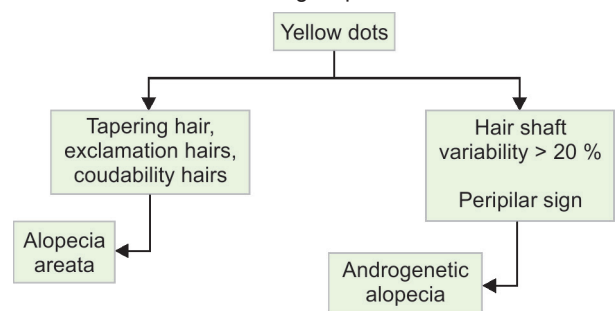 Yellow dots
Tapering hair,
exclamation hairs,
coudability hairs
Hair shaft
variability > 20 %
Peripilar sign
Alopecia
areata
Androgenetic
alopecia